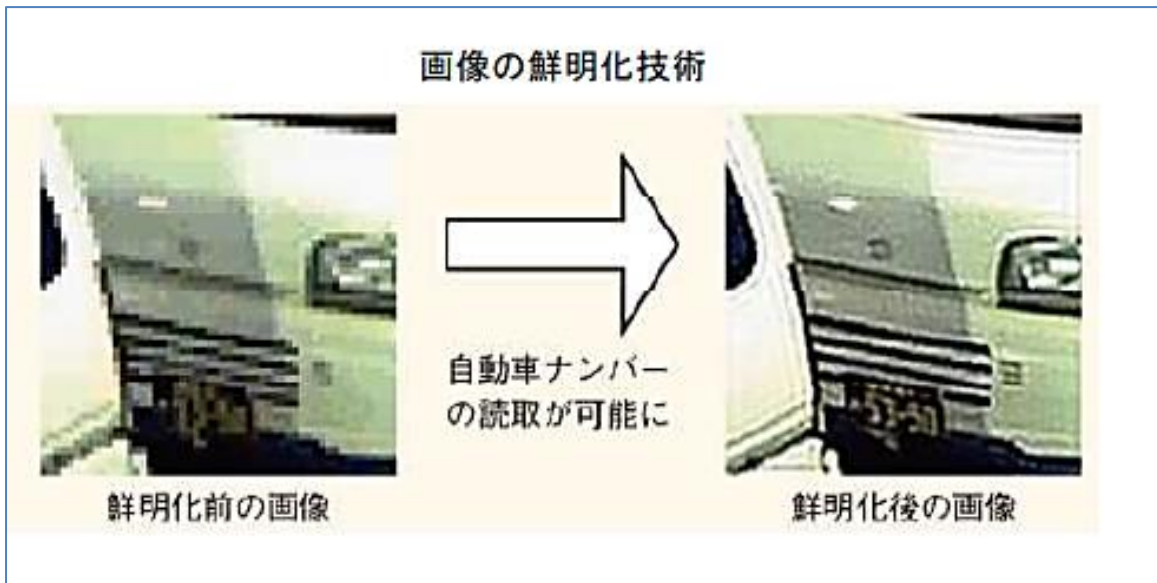 画像の鮮明化技術
自動車ナンバー
の読取が可能に
鮮明化前の画像
鮮明化後の画像